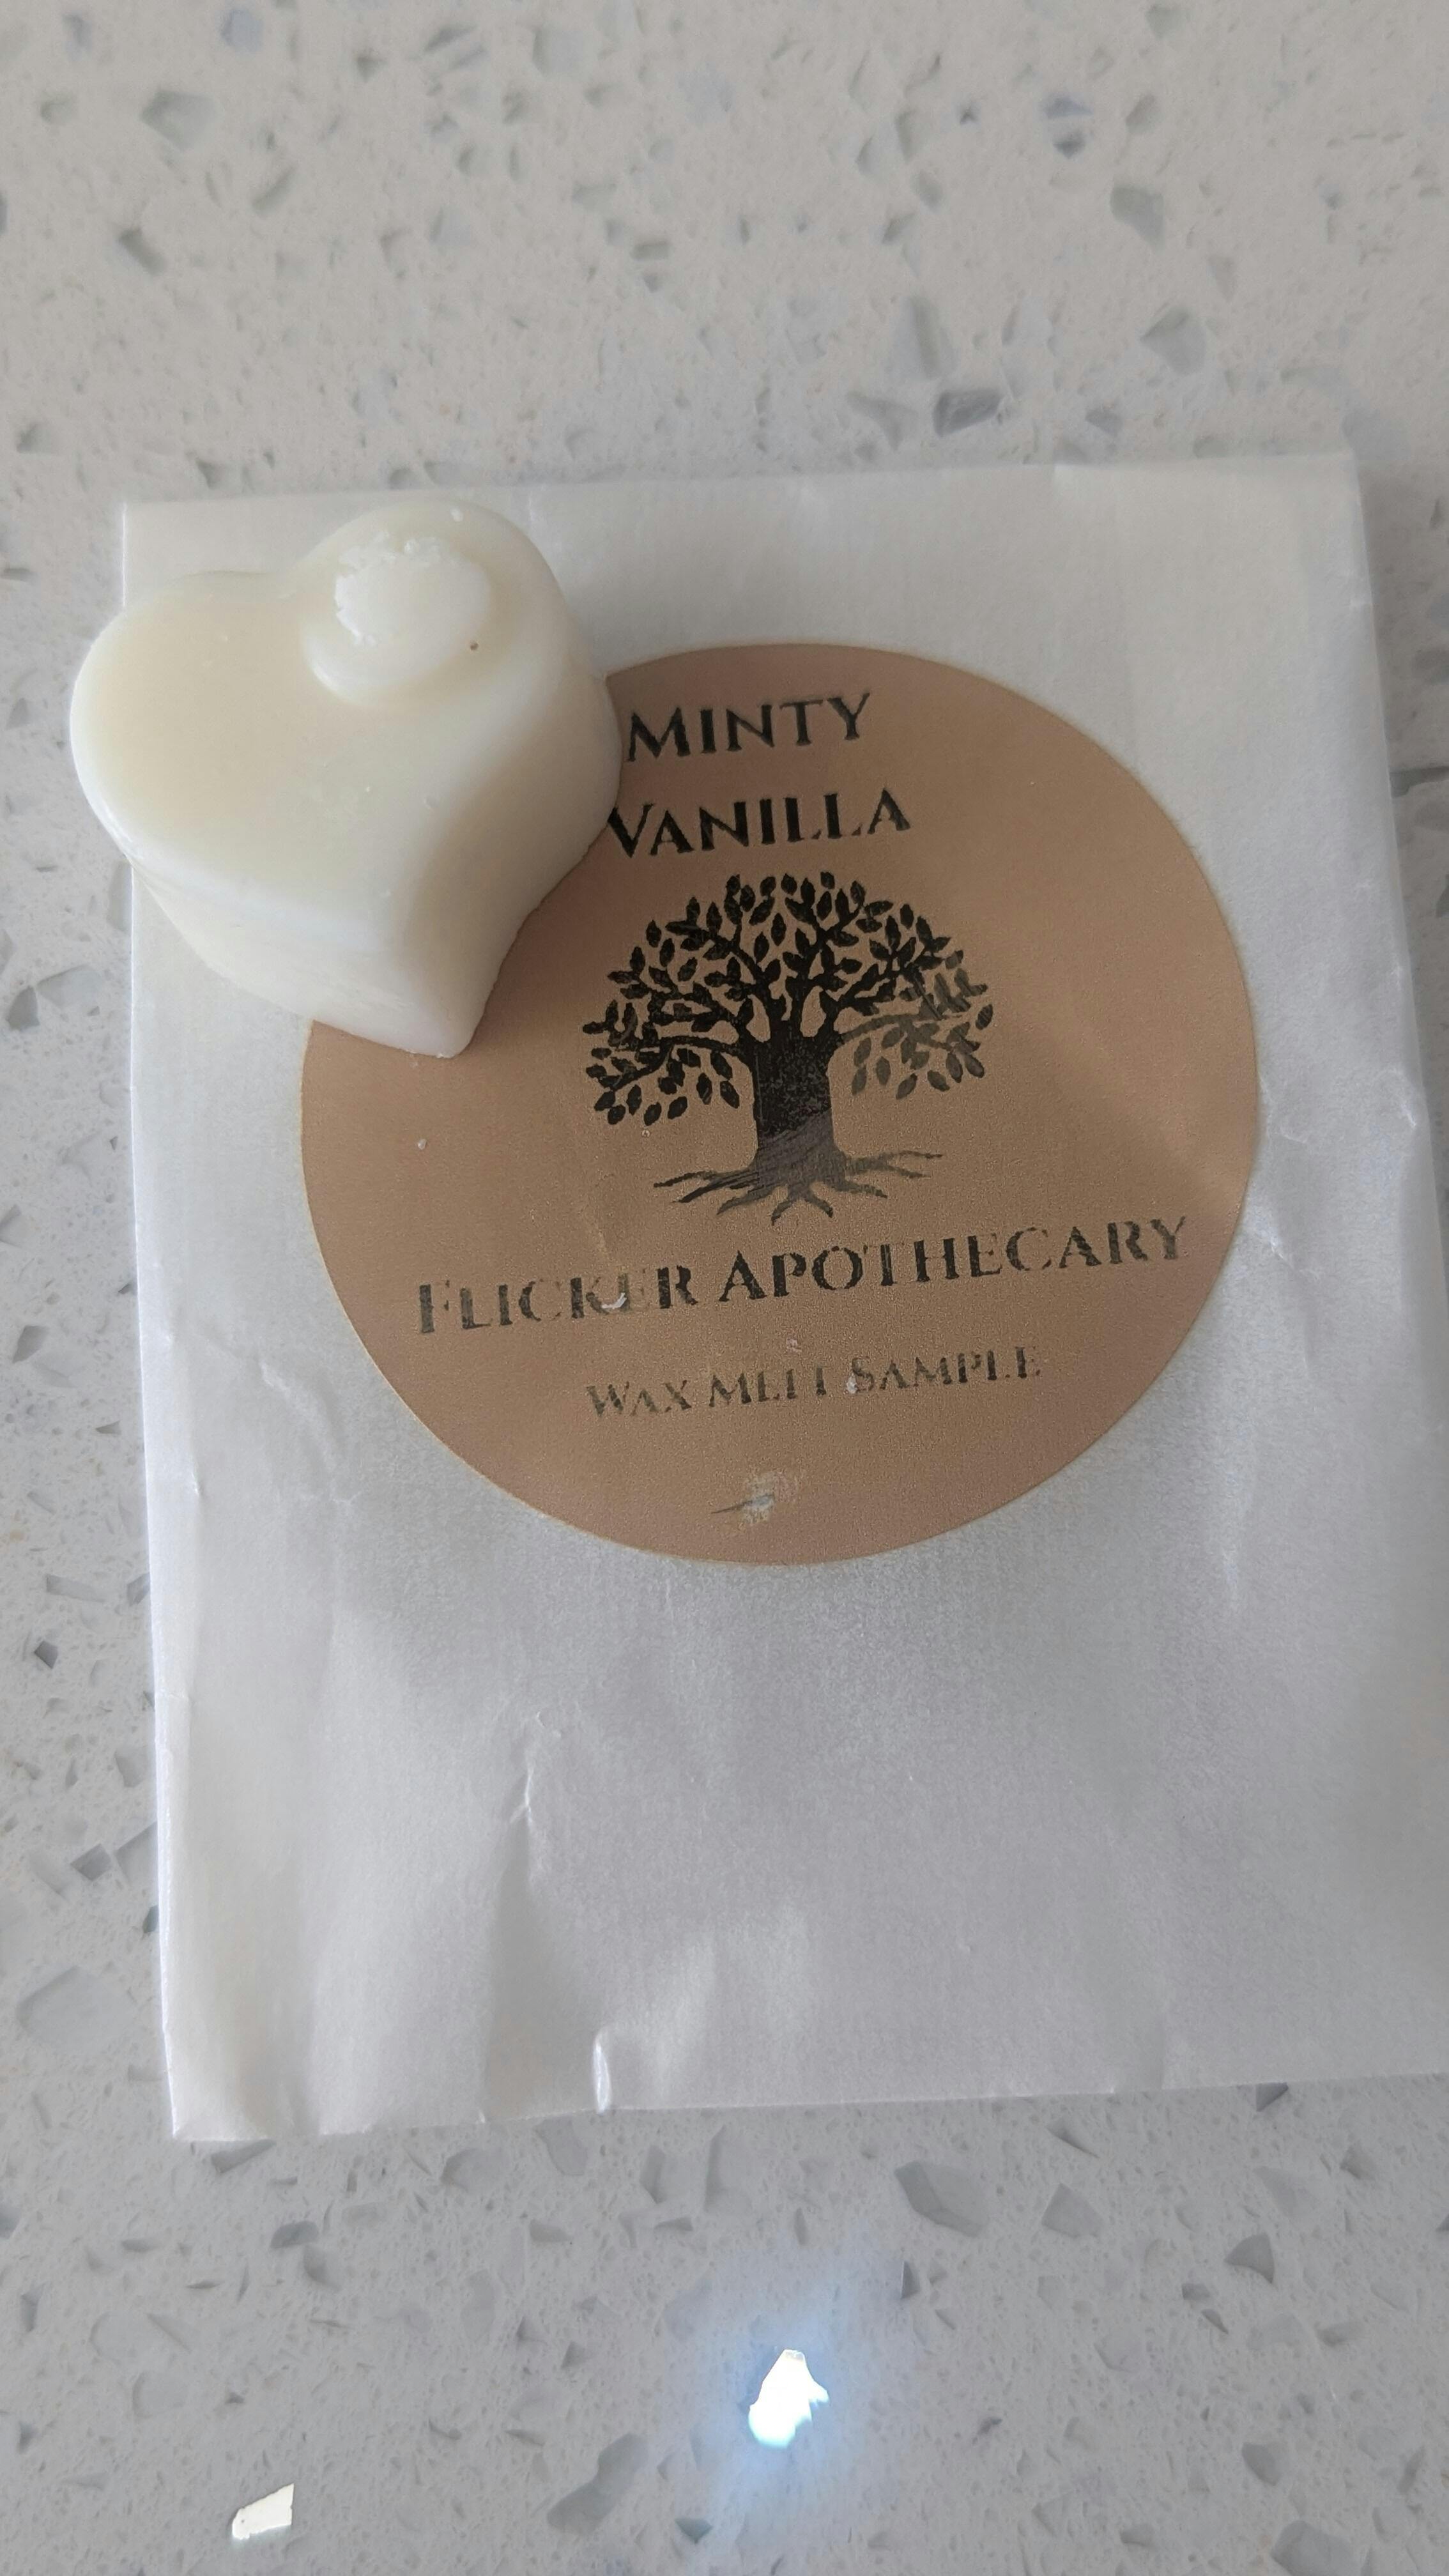 Minty
Vanilla
Flicker Apothecary
Wax Melt Sample